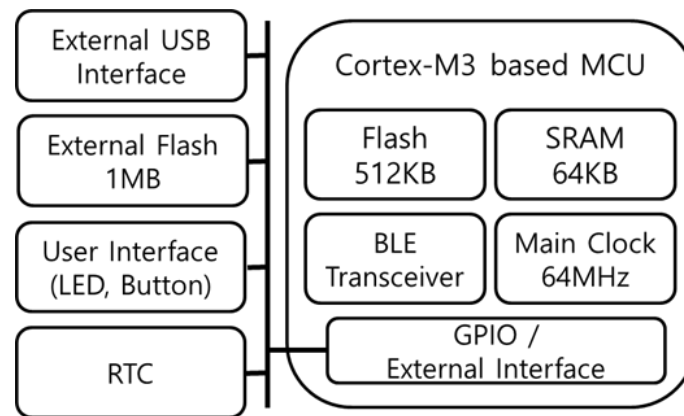 External USB
Interface
External Flash
1MB
User Interface
(LED, Button)
RTC
Cortex-M3 based MCU
Flash
512KB
SRAM
64KB
BLE
Transceiver
Main Clock
64MHz
GPIO /
External Interface